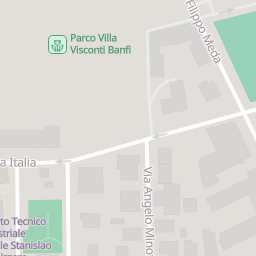 Parco Villa
Visconti Banfi
Filippo Meda
a Italia
Via Angelo Mino
to Tecnico
striale
le Stanislao